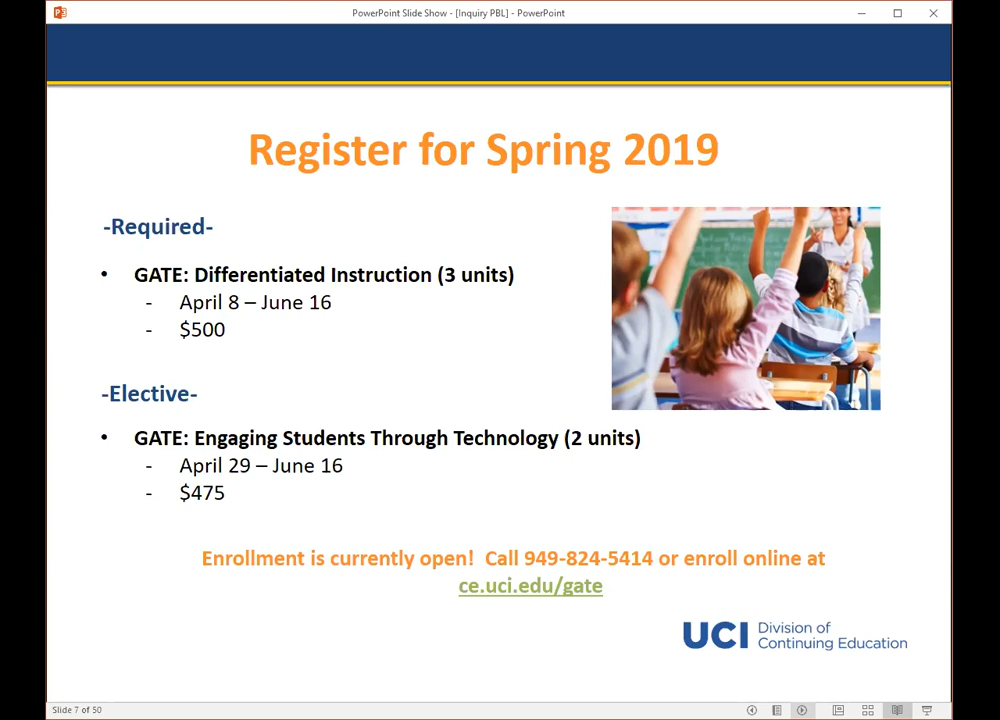 PowerPoint Slide Show - [Inquiry PBL] - PowerPoint
Register for Spring 2019
-Required-
• GATE: Differentiated Instruction (3 units)
- April 8 – June 16
- $500
-Elective-
• GATE: Engaging Students Through Technology (2 units)
- April 29 – June 16
- $475
Enrollment is currently open! Call 949-824-5414 or enroll online at
ce.uci.edu/gate
UCI Division of
Continuing Education
Slide 7 of 50